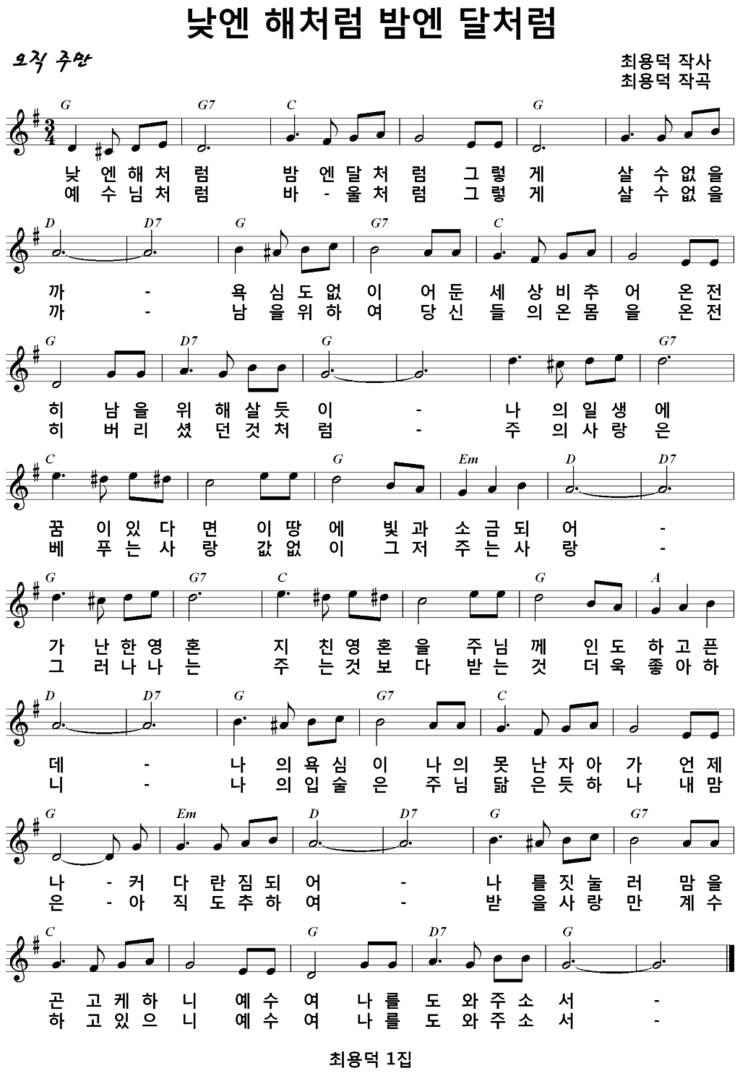 낮엔 해처럼 밤엔 달처럼
오직 주만
최용덕 작사
최용덕 작곡
G G7 C G
3
4
낮 엔 해 처 럼 밤 엔 달 처 럼 그 렇 게 살 수 없 을
예 수 님 처 럼 바 - 울 처 럼 그 렇 게 살 수 없 을
D D7 G G7 C
까 - 욕 심 도 없 이 어 둔 세 상 비 추 어 온 전
까 - 남 을 위 하 여 당 신 들 의 온 몸 을 온 전
G D7 G G7
히 남 을 위 해 살 듯 이 - 나 의 일 생 에
히 버 리 셨 던 것 처 럼 - 주 의 사 랑 은
C G Em D D7
꿈 이 있 다 면 이 땅 에 빛 과 소 금 되 어 -
베 푸 는 사 랑 값 없 이 그 저 주 는 사 랑 -
G G7 C G A
가 난 한 영 혼 지 친 영 혼 을 주 님 께 인 도 하 고 픈
그 러 나 나 는 주 는 것 보 다 받 는 것 더 욱 좋 아 하
D D7 G G7 C
데 - 나 의 욕 심 이 나 의 못 난 자 아 가 언 제
니 - 나 의 입 술 은 주 님 닮 은 듯 하 나 내 맘
G Em D D7 G G7
나 - 커 다 란 짐 되 어 - 나 를 짓 눌 러 맘 을
은 - 아 직 도 추 하 여 - 받 을 사 랑 만 계 수
C G D7 G
곤 고 케 하 니 예 수 여 나 를 도 와 주 소 서 -
하 고 있 으 니 예 수 여 나 를 도 와 주 소 서 -
최용덕 1집